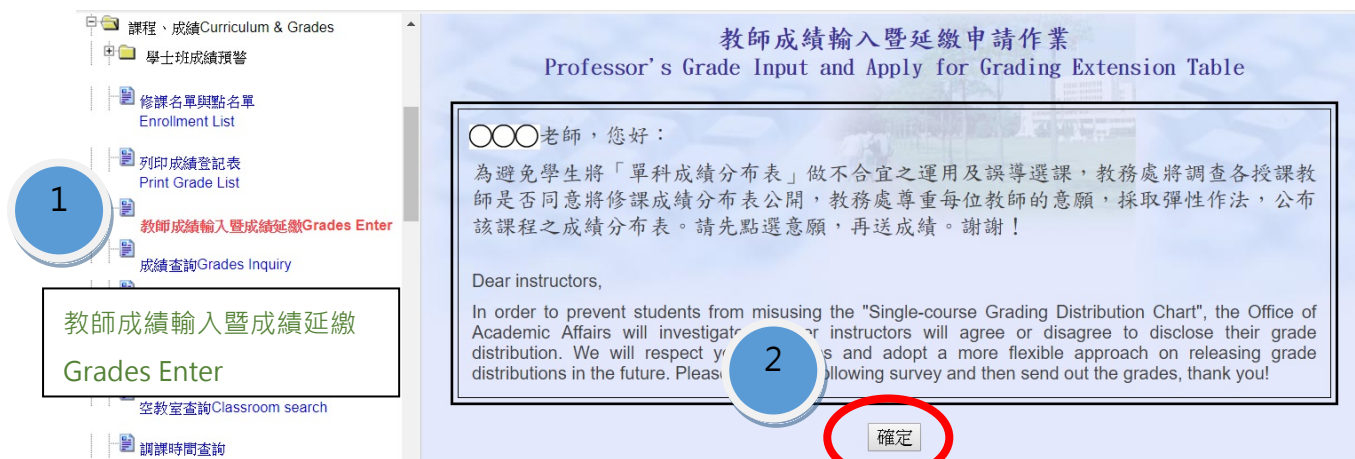 課程、成績Curriculum & Grades
學士班成績預警
修課名單與點名單
Enrollment List
列印成績登記表
Print Grade List
1
教師成績輸入暨成績延繳Grades Enter
成績查詢Grades Inquiry
教師成績輸入暨成績延繳
Grades Enter
空教室查詢Classroom search
調課時間查詢
教師成績輸入暨延繳申請作業
Professor's Grade Input and Apply for Grading Extension Table
○○○老師，您好：
為避免學生將「單科成績分布表」做不合宜之運用及誤導選課，教務處將調查各授課教
師是否同意將修課成績分布表公開，教務處尊重每位教師的意願，採取彈性作法，公布
該課程之成績分布表。請先點選意願，再送成績。謝謝！
Dear instructors,
In order to prevent students from misusing the "Single-course Grading Distribution Chart", the Office of
Academic Affairs will investigate instructors will agree or disagree to disclose their grade
distribution. We will respect and adopt a more flexible approach on releasing grade
distributions in the future. Please following survey and then send out the grades, thank you!
2
確定